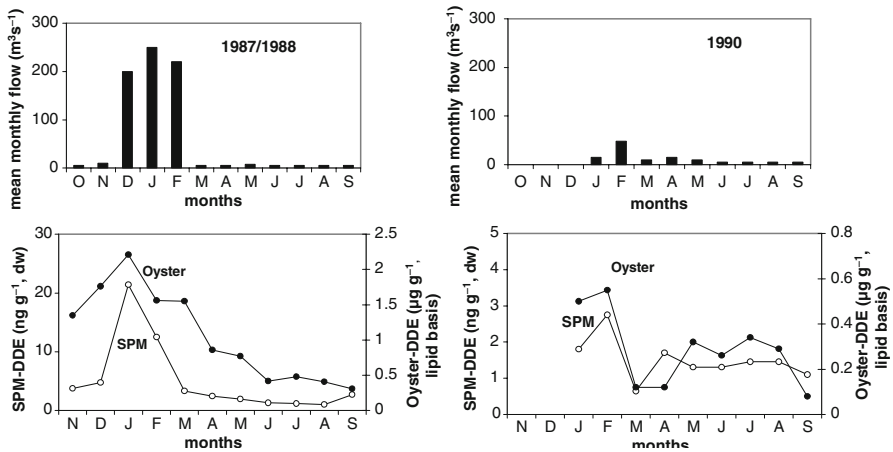 mean monthly flow (m³s⁻¹)
300
200
100
0
1987/1988
O N D J F M A M J J A S
months
mean monthly flow (m³s⁻¹)
300
200
100
0
1990
O N D J F M A M J J A S
months
SPM-DDE (ng g⁻¹, dw)
30
20
10
0
Oyster
SPM
2.5
2
1.5
1
0.5
0
Oyster-DDE (µg g⁻¹,
lipid basis)
N D J F M A M J J A S
months
SPM-DDE (ng g⁻¹, dw)
5
4
3
2
1
0
Oyster
SPM
0.8
0.6
0.4
0.2
0
Oyster-DDE (µg g⁻¹,
lipid basis)
N D J F M A M J J A S
months